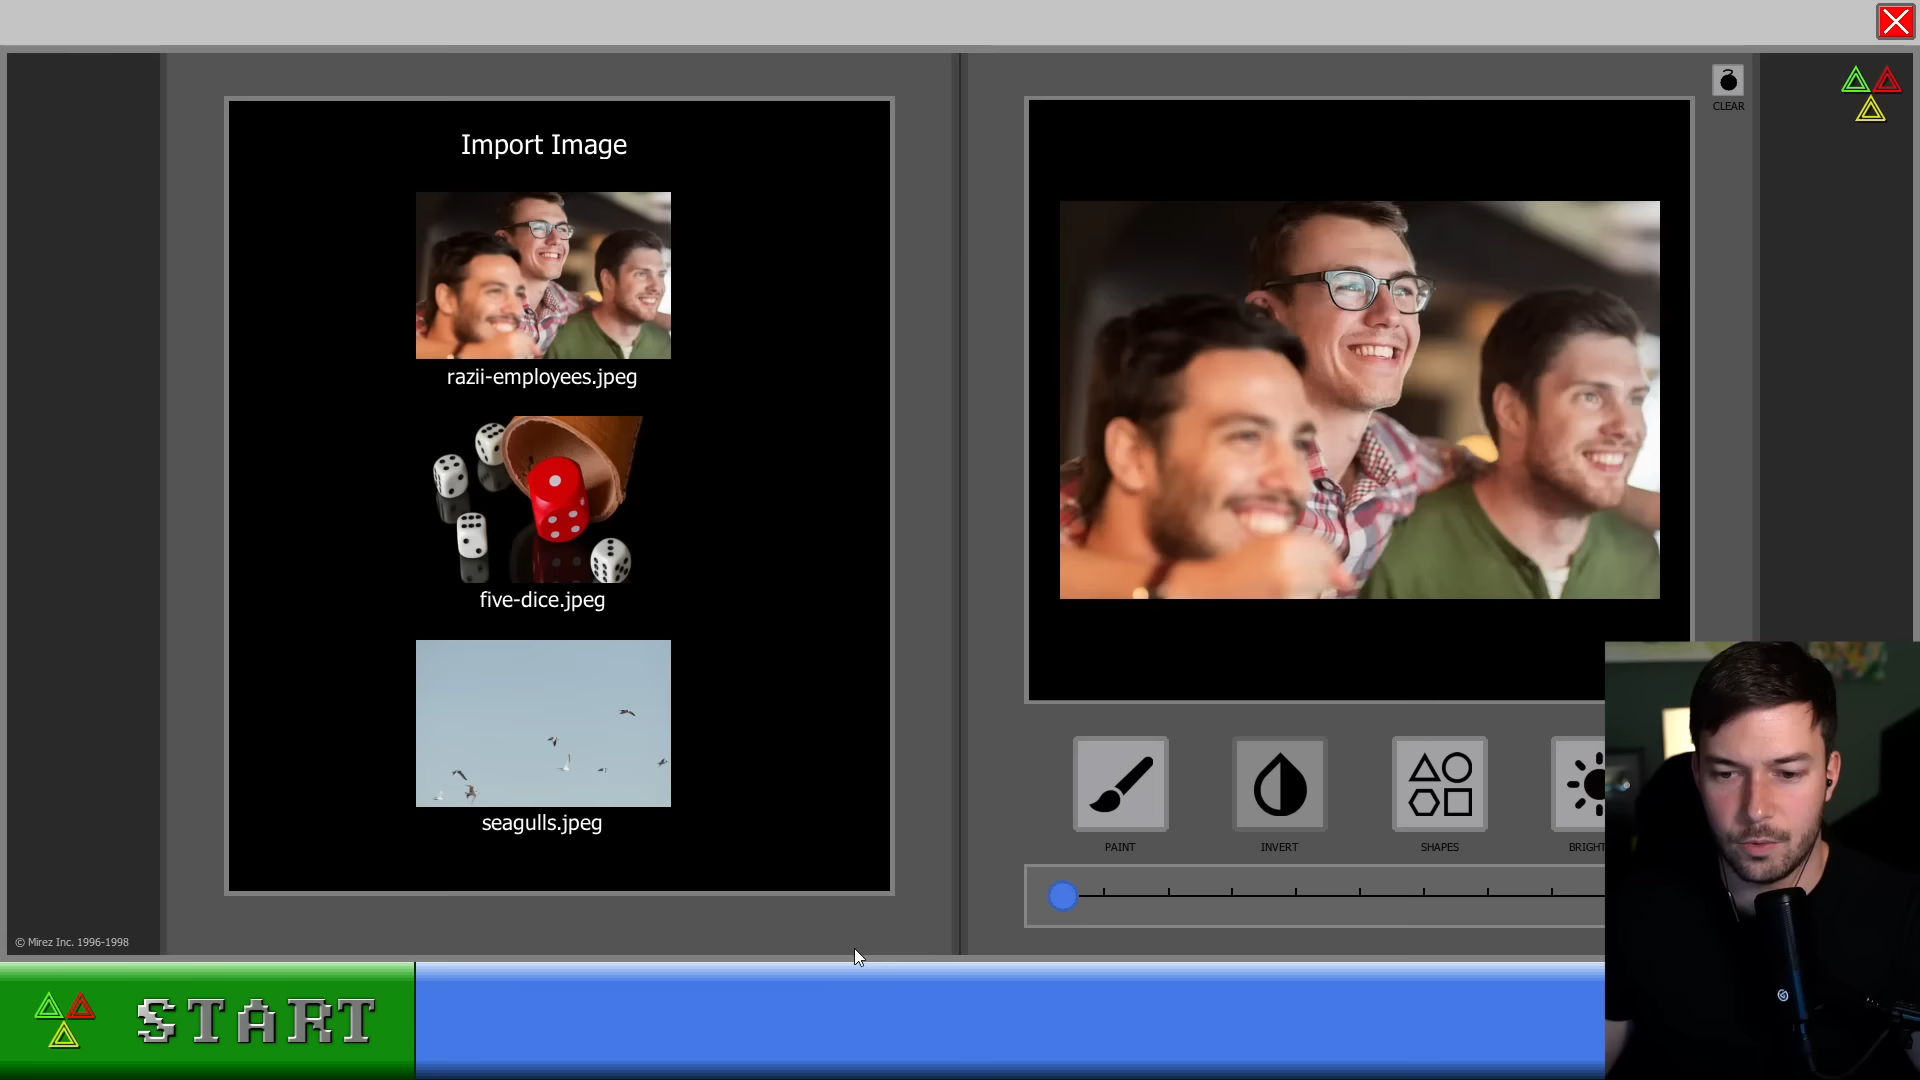 Import Image
razii-employees.jpeg
five-dice.jpeg
seagulls.jpeg
CLEAR
PAINT
INVERT
SHAPES
BRIGHT
© Mirez Inc. 1996-1998
START